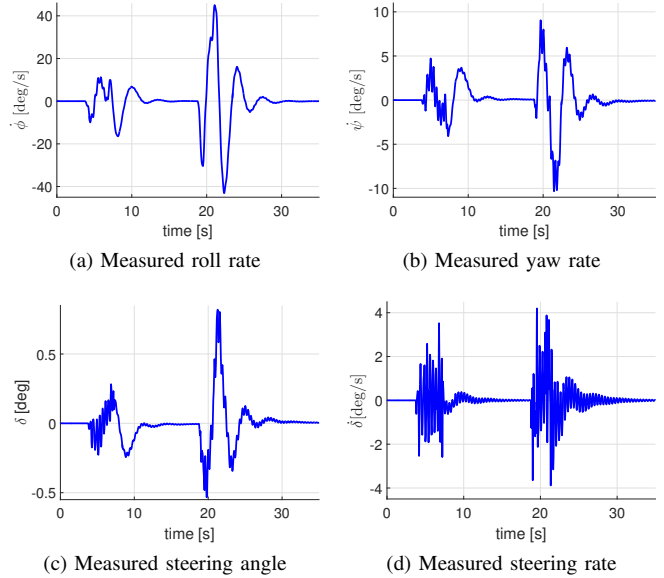 40
20
0
-20
-40
0 10 20 30
φ̇ [deg/s]
time [s]
(a) Measured roll rate
10
5
0
-5
-10
0 10 20 30
ψ̇ [deg/s]
time [s]
(b) Measured yaw rate
0.5
0
-0.5
0 10 20 30
δ [deg]
time [s]
(c) Measured steering angle
4
2
0
-2
-4
0 10 20 30
δ̇ [deg/s]
time [s]
(d) Measured steering rate